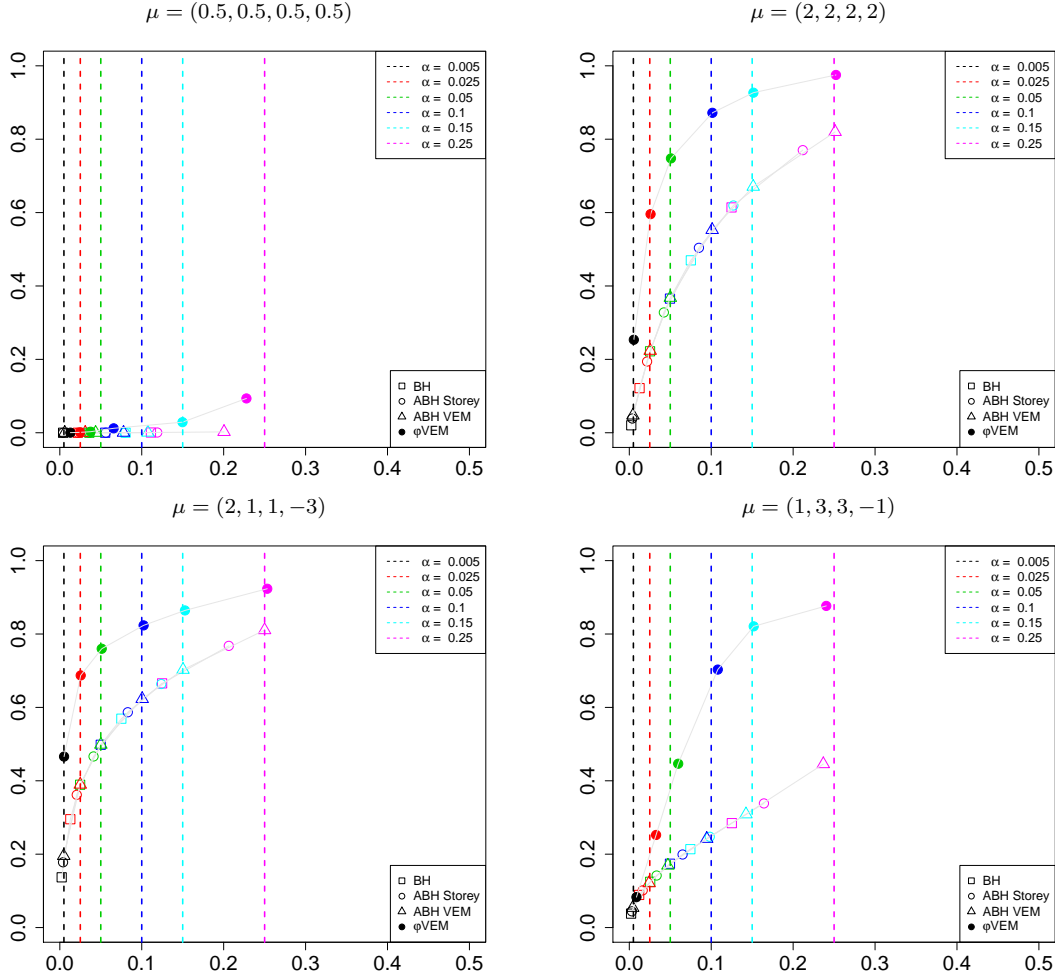 μ = (0.5, 0.5, 0.5, 0.5)
1.0
0.8
0.6
0.4
0.2
0.0
α = 0.005
α = 0.025
α = 0.05
α = 0.1
α = 0.15
α = 0.25
BH
ABH Storey
ABH VEM
φVEM
0.0 0.1 0.2 0.3 0.4 0.5
μ = (2, 2, 2, 2)
1.0
0.8
0.6
0.4
0.2
0.0
α = 0.005
α = 0.025
α = 0.05
α = 0.1
α = 0.15
α = 0.25
BH
ABH Storey
ABH VEM
φVEM
0.0 0.1 0.2 0.3 0.4 0.5
μ = (2, 1, 1, −3)
1.0
0.8
0.6
0.4
0.2
0.0
α = 0.005
α = 0.025
α = 0.05
α = 0.1
α = 0.15
α = 0.25
BH
ABH Storey
ABH VEM
φVEM
0.0 0.1 0.2 0.3 0.4 0.5
μ = (1, 3, 3, −1)
1.0
0.8
0.6
0.4
0.2
0.0
α = 0.005
α = 0.025
α = 0.05
α = 0.1
α = 0.15
α = 0.25
BH
ABH Storey
ABH VEM
φVEM
0.0 0.1 0.2 0.3 0.4 0.5